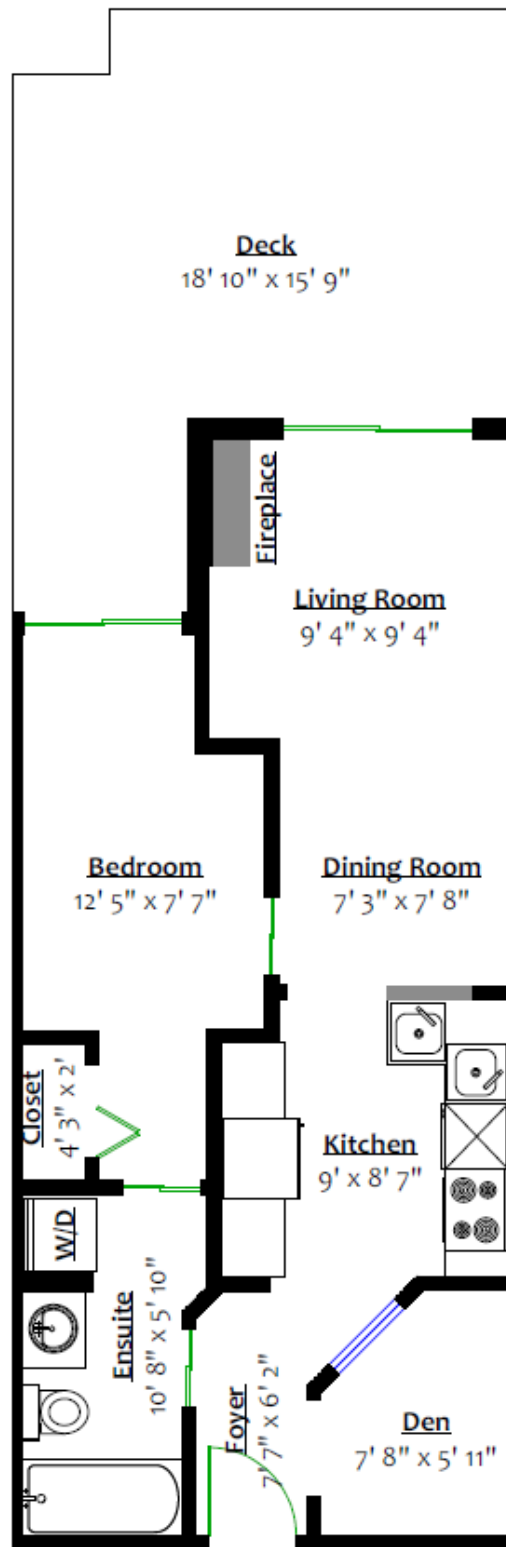 Deck
18' 10" x 15' 9"
Fireplace
Living Room
9' 4" x 9' 4"
Bedroom
12' 5" x 7' 7"
Dining Room
7' 3" x 7' 8"
Closet
4' 3" x 2'
Kitchen
9' x 8' 7"
W/D
Ensuite
10' 8" x 5' 10"
Foyer
7' 7" x 6' 2"
Den
7' 8" x 5' 11"